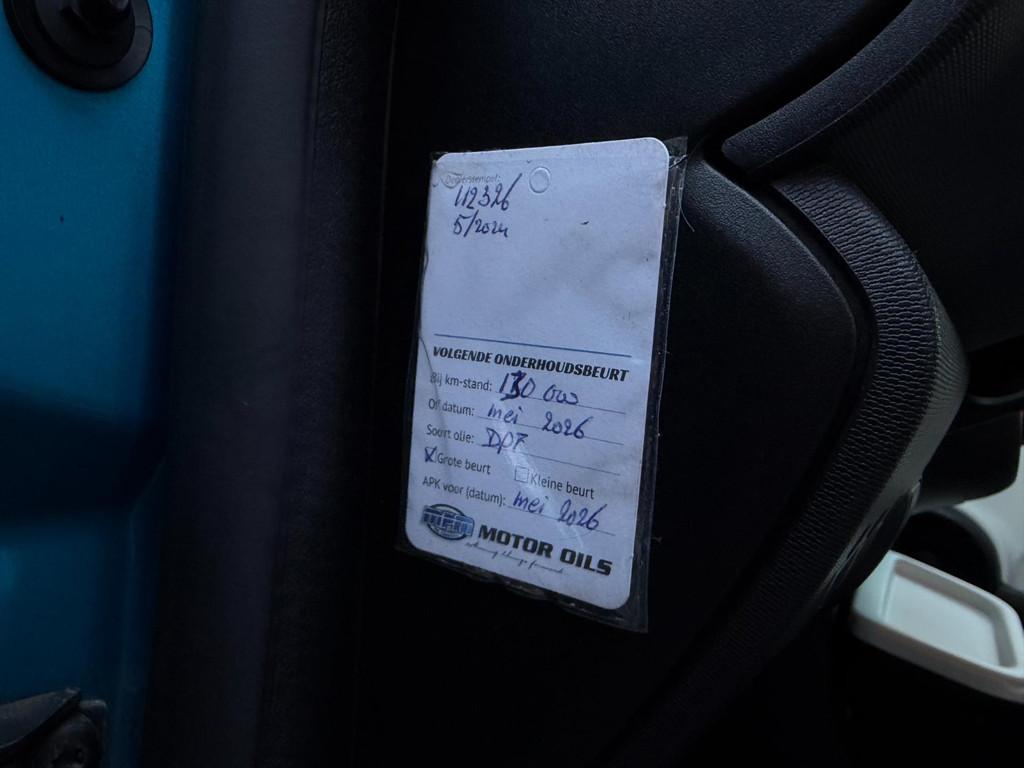 Dealerstempel:
112326
5/2024
VOLGENDE ONDERHOUDSBEURT
Bij km-stand: 130 000
Of datum: mei 2026
Soort olie: DPF
Grote beurt Kleine beurt
APK voor (datum): mei 2026
MOTOR OILS